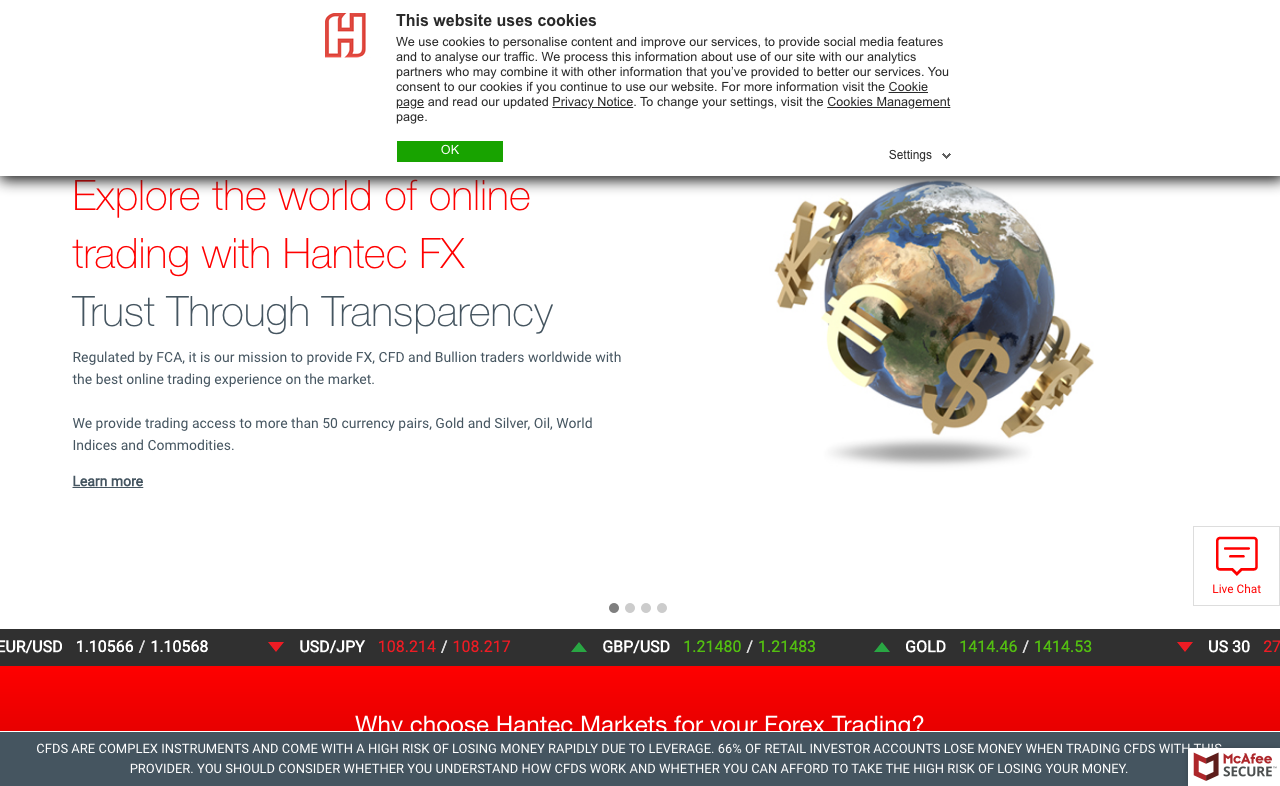 This website uses cookies
We use cookies to personalise content and improve our services, to provide social media features
and to analyse our traffic. We process this information about use of our site with our analytics
partners who may combine it with other information that you’ve provided to better our services. You
consent to our cookies if you continue to use our website. For more information visit the Cookie
page and read our updated Privacy Notice. To change your settings, visit the Cookies Management
page.
OK
Settings
Explore the world of online
trading with Hantec FX
Trust Through Transparency
Regulated by FCA, it is our mission to provide FX, CFD and Bullion traders worldwide with
the best online trading experience on the market.
We provide trading access to more than 50 currency pairs, Gold and Silver, Oil, World
Indices and Commodities.
Learn more
Live Chat
EUR/USD 1.10566 / 1.10568 USD/JPY 108.214 / 108.217 GBP/USD 1.21480 / 1.21483 GOLD 1414.46 / 1414.53 US 30 27
Why choose Hantec Markets for your Forex Trading?
CFDS ARE COMPLEX INSTRUMENTS AND COME WITH A HIGH RISK OF LOSING MONEY RAPIDLY DUE TO LEVERAGE. 66% OF RETAIL INVESTOR ACCOUNTS LOSE MONEY WHEN TRADING CFDS WITH THIS
PROVIDER. YOU SHOULD CONSIDER WHETHER YOU UNDERSTAND HOW CFDS WORK AND WHETHER YOU CAN AFFORD TO TAKE THE HIGH RISK OF LOSING YOUR MONEY.
McAfee
SECURE™